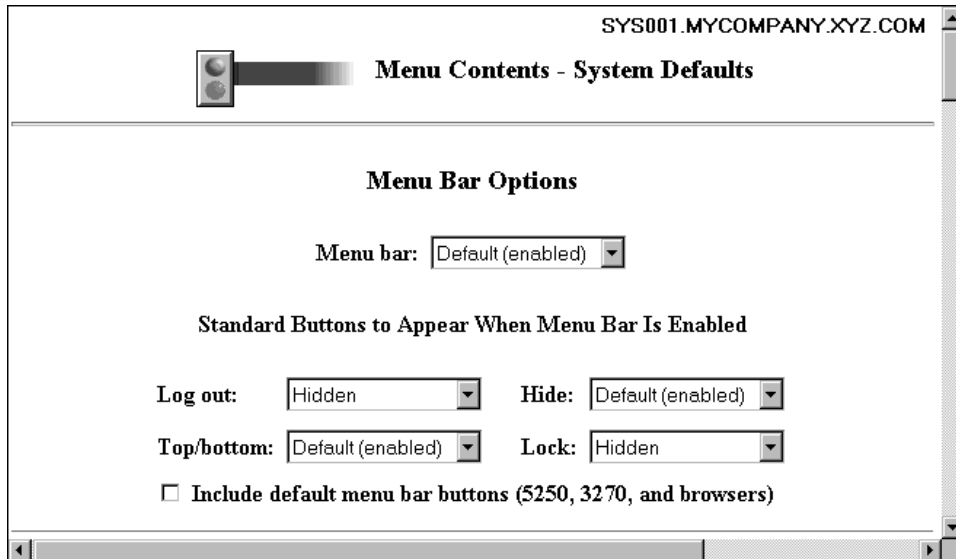 SYS001.MYCOMPANY.XYZ.COM
Menu Contents - System Defaults
Menu Bar Options
Menu bar: Default (enabled)
Standard Buttons to Appear When Menu Bar Is Enabled
Log out: Hidden Hide: Default (enabled)
Top/bottom: Default (enabled) Lock: Hidden
Include default menu bar buttons (5250, 3270, and browsers)